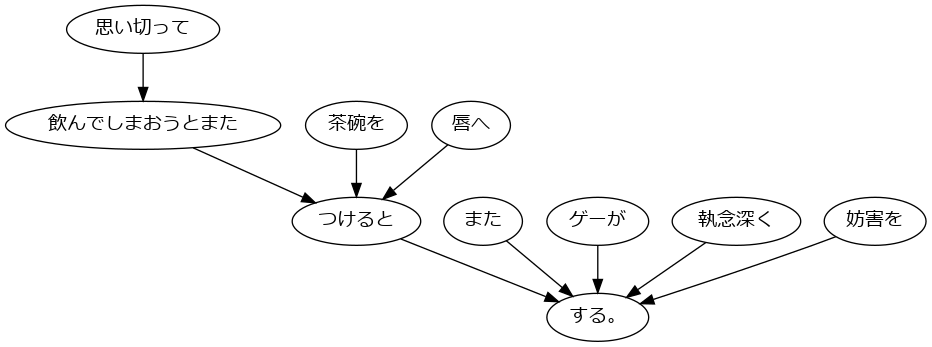 思い切って
飲んでしまおうとまた
茶碗を
唇へ
つけると
また
ゲーが
執念深く
妨害を
する。